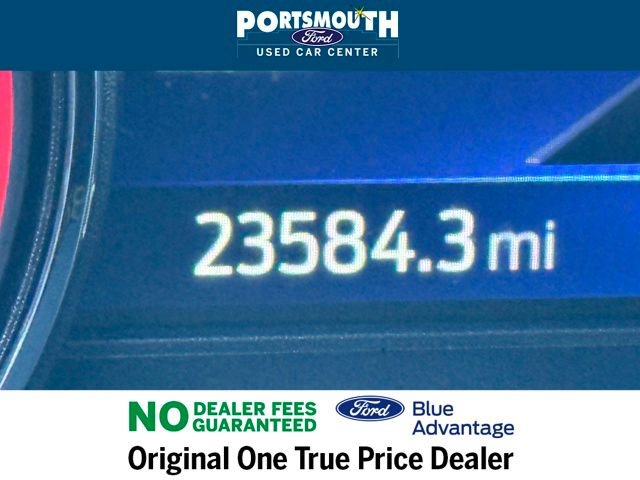 PORTSMOUTH
Ford
USED CAR CENTER
23584.3 mi
NO DEALER FEES
GUARANTEED
Ford Blue
Advantage
Original One True Price Dealer